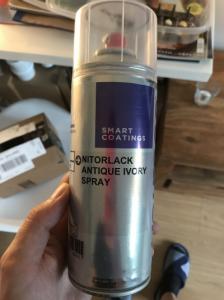 SMART
COATINGS
NITORLACK
ANTIQUE IVORY
SPRAY